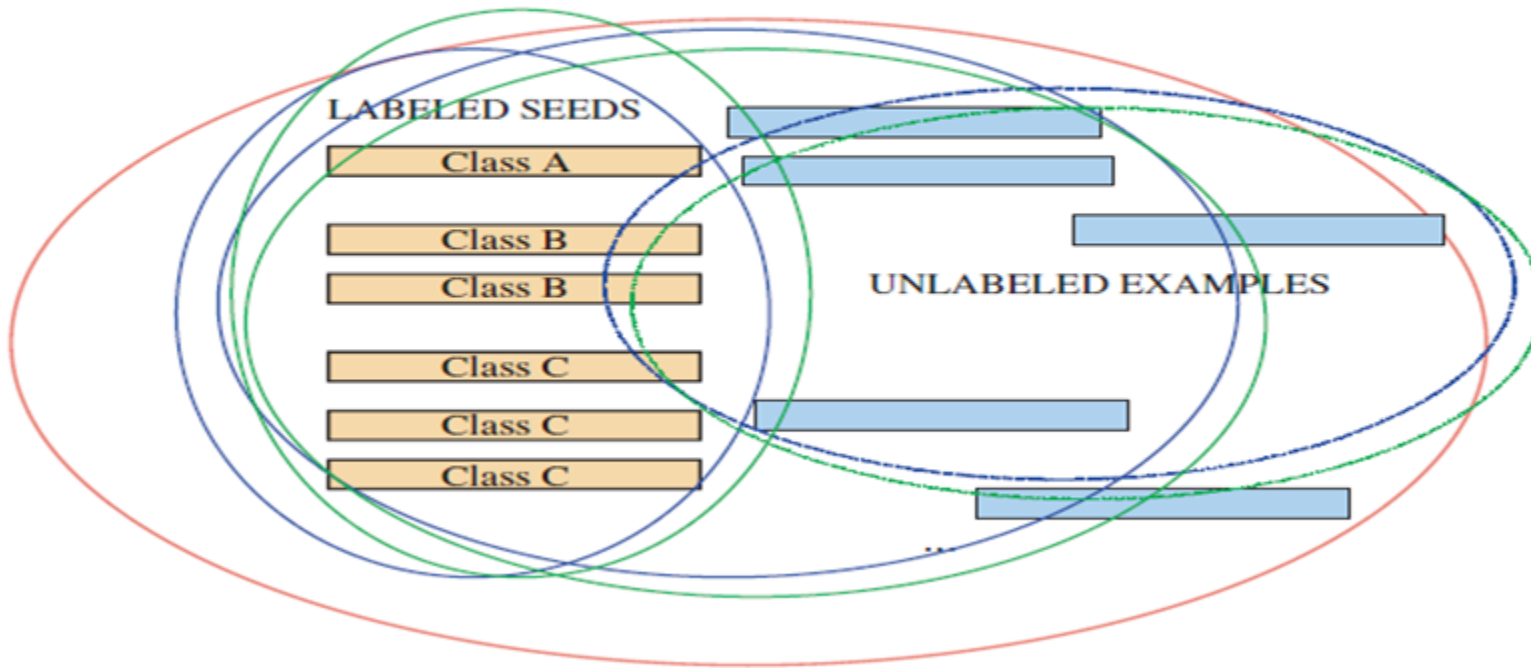 LABELED SEEDS
Class A
Class B
Class B
UNLABELED EXAMPLES
Class C
Class C
Class C
...